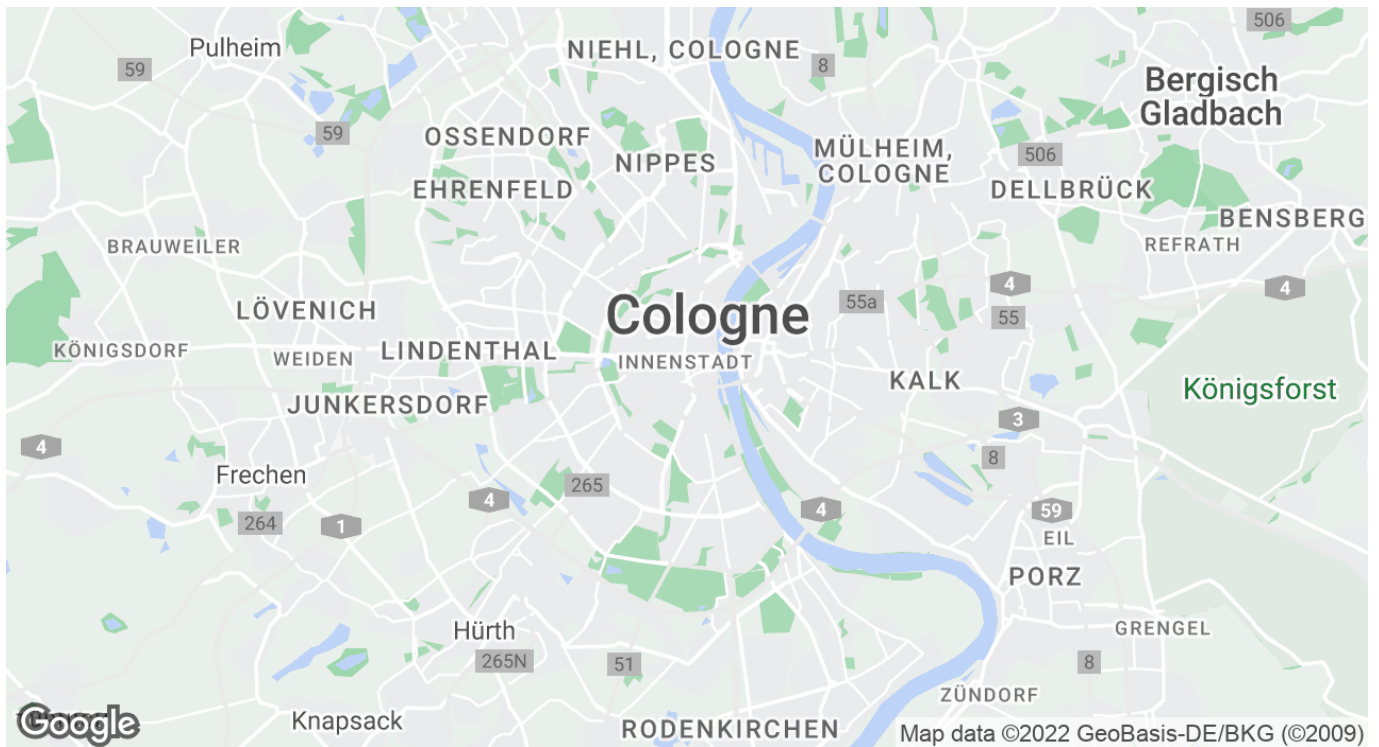 506
Pulheim
NIEHL, COLOGNE
59
8
Bergisch
Gladbach
59
OSSENDORF
NIPPES
MÜLHEIM,
COLOGNE
506
EHRENFELD
DELLBRÜCK
BENSBERG
BRAUWEILER
REFRATH
4
4
55a
LÖVENICH
Cologne
55
KÖNIGSDORF
WEIDEN
LINDENTHAL
INNENSTADT
KALK
Königsforst
JUNKERSDORF
3
4
8
Frechen
265
4
4
59
264
1
EIL
PORZ
Hürth
GRENGEL
265N
51
8
ZÜNDORF
Google
Knapsack
RODENKIRCHEN
Map data ©2022 GeoBasis-DE/BKG (©2009)